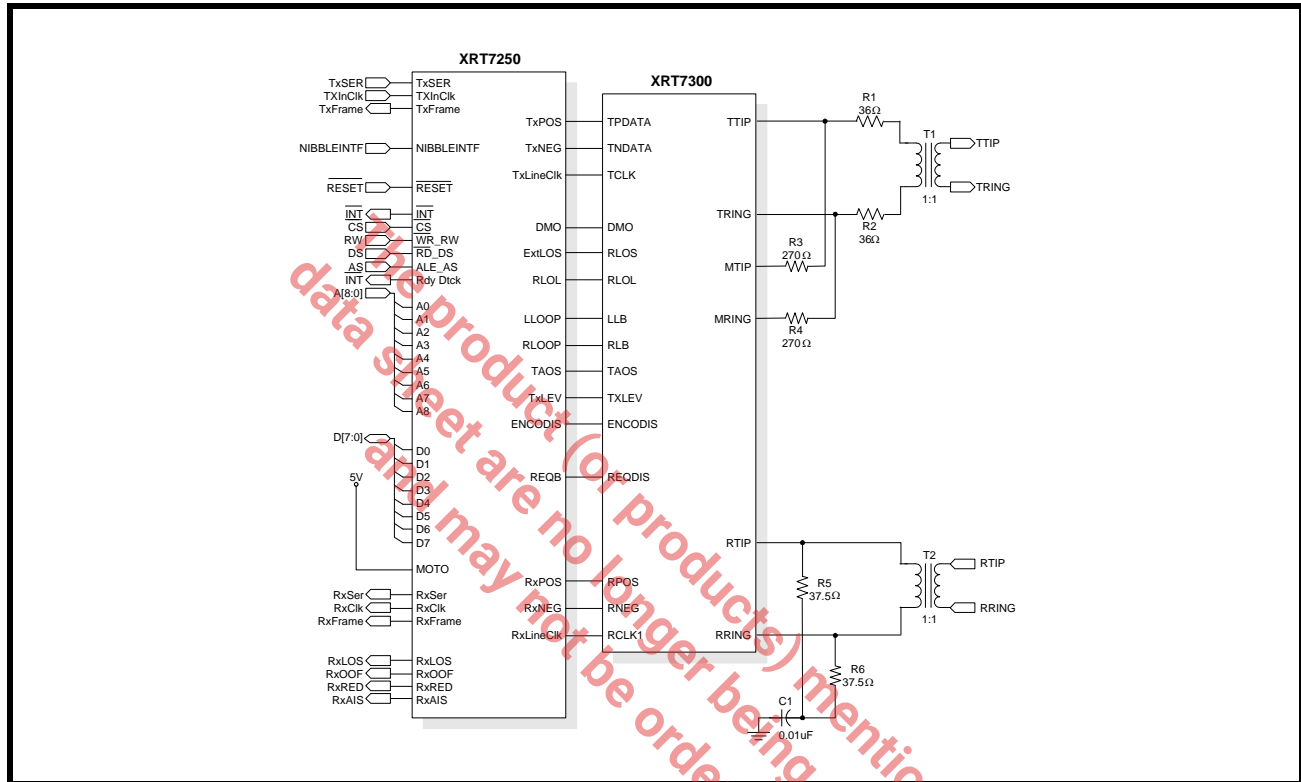 XRT7250
XRT7300
TxSER
TXInClk
TxFrame
NIBBLEINTF
RESET
INT
CS
RW
DS
AS
INT
A[8:0]
D[7:0]
5V
RxSer
RxClk
RxFrame
RxLOS
RxOOF
RxRED
RxAIS
TxSER
TXInClk
TxFrame
NIBBLEINTF
RESET
INT
CS
WR_RW
RD_DS
ALE_AS
Rdy Dtck
A0
A1
A2
A3
A4
A5
A6
A7
A8
D0
D1
D2
D3
D4
D5
D6
D7
MOTO
RxSer
RxClk
RxFrame
RxLOS
RxOOF
RxRED
RxAIS
TxPOS
TxNEG
TxLineClk
DMO
ExtLOS
RLOL
LLOOP
RLOOP
TAOS
TxLEV
ENCODIS
REQB
RxPOS
RxNEG
RxLineClk
TPDATA
TNDATA
TCLK
DMO
RLOS
RLOL
LLB
RLB
TAOS
TXLEV
ENCODIS
REQDIS
RPOS
RNEG
RCLK1
TTIP
TRING
MTIP
MRING
RTIP
RRING
R1
36Ω
R2
36Ω
R3
270Ω
R4
270Ω
T1
1:1
TTIP
TRING
R5
37.5Ω
R6
37.5Ω
C1
0.01uF
T2
1:1
RTIP
RRING
The product (or products) mentio
data sheet are no longer being
and may not be orde